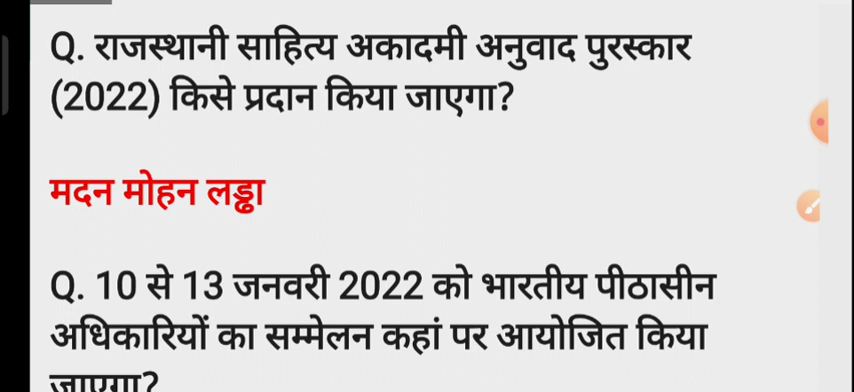 Q. राजस्थानी साहित्य अकादमी अनुवाद पुरस्कार
(2022) किसे प्रदान किया जाएगा?
मदन मोहन लड्ढा
Q. 10 से 13 जनवरी 2022 को भारतीय पीठासीन
अधिकारियों का सम्मेलन कहां पर आयोजित किया
जाएगा?